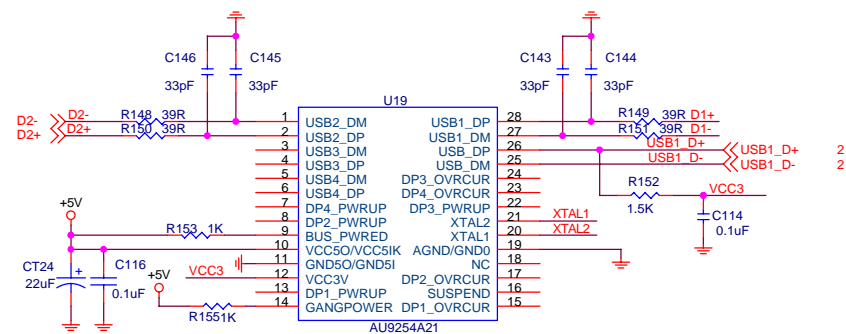 C146 C145 C143 C144
33pF 33pF 33pF 33pF
U19
D2- D2- R148 39R 1 USB2_DM USB1_DP 28 R149 39R D1+
D2+ D2+ R150 39R 2 USB2_DP USB1_DM 27 R151 39R D1-
3 USB3_DM USB_DP 26 USB1_D+ USB1_D+ 2
4 USB3_DP USB_DM 25 USB1_D- USB1_D- 2
5 USB4_DM DP3_OVRCUR 24
6 USB4_DP DP4_OVRCUR 23
7 DP4_PWRUP DP3_PWRUP 22
8 DP2_PWRUP XTAL2 21 XTAL1
9 BUS_PWRED XTAL1 20 XTAL2
10 VCC5O/VCC5IK AGND/GND0 19
11 GND5O/GND5I NC 18
12 VCC3V DP2_OVRCUR 17
13 DP1_PWRUP SUSPEND 16
14 GANGPOWER DP1_OVRCUR 15
AU9254A21
R152 VCC3
1.5K
C114
0.1uF
+5V
R153 1K
CT24 +
22uF
C116
0.1uF
+5V
VCC3
R155 1K